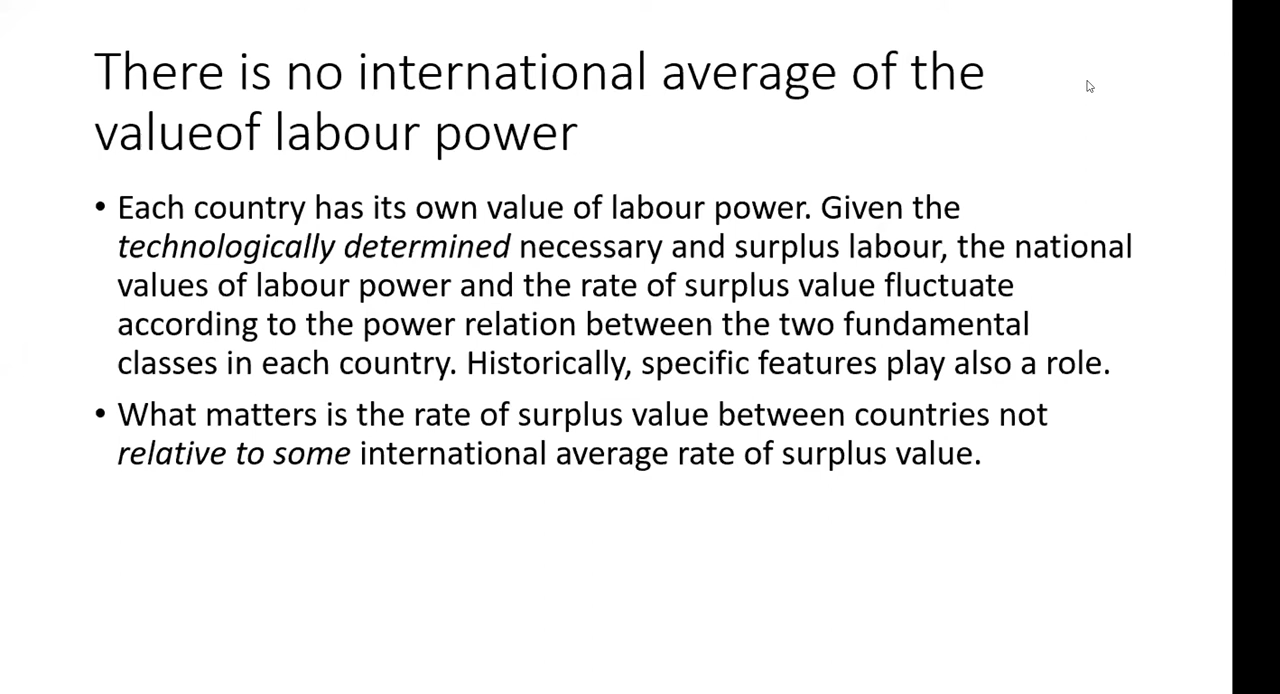 There is no international average of the
valueof labour power
• Each country has its own value of labour power. Given the
technologically determined necessary and surplus labour, the national
values of labour power and the rate of surplus value fluctuate
according to the power relation between the two fundamental
classes in each country. Historically, specific features play also a role.
• What matters is the rate of surplus value between countries not
relative to some international average rate of surplus value.